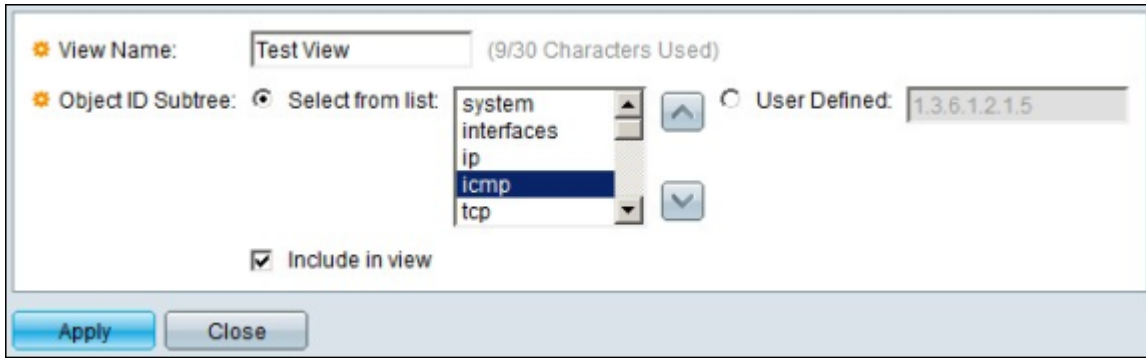 View Name: Test View (9/30 Characters Used)
Object ID Subtree: Select from list: system User Defined: 1.3.6.1.2.1.5
interfaces
ip
icmp
tcp
Include in view
Apply Close